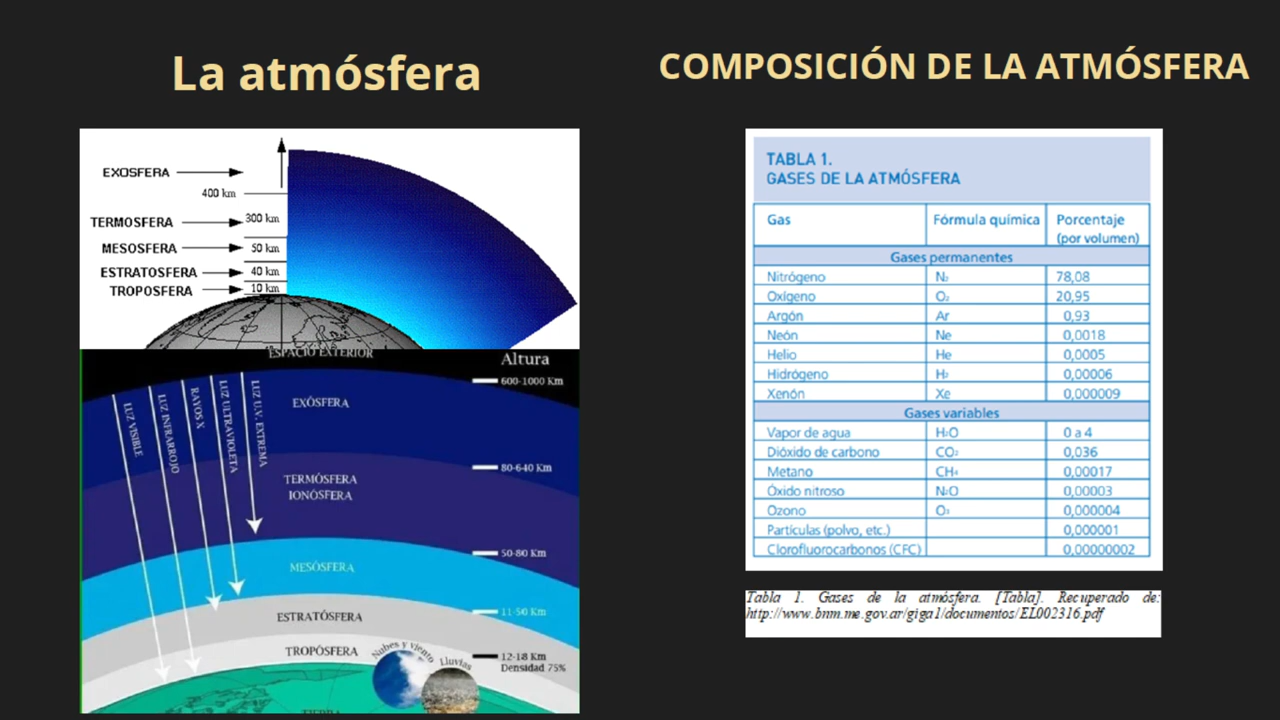 La atmósfera
EXOSFERA
400 km
TERMOSFERA
300 km
MESOSFERA
50 km
ESTRATOSFERA
40 km
TROPOSFERA
10 km
ESPACIO EXTERIOR
Altura
600-1000 Km
EXÓSFERA
LUZ VISIBLE
LUZ INFRARROJO
RAYOS X
LUZ ULTRAVIOLETA
LUZ U.V. EXTREMA
80-640 Km
TERMÓSFERA
IONÓSFERA
50-80 Km
MESÓSFERA
11-50 Km
ESTRATÓSFERA
TROPÓSFERA
Nubes y viento
Lluvias
12-18 Km
Densidad 75%
TIERRA
COMPOSICIÓN DE LA ATMÓSFERA
TABLA 1.
GASES DE LA ATMÓSFERA
Gas Fórmula química Porcentaje
(por volumen)
Gases permanentes
Nitrógeno N₂ 78,08
Oxígeno O₂ 20,95
Argón Ar 0,93
Neón Ne 0,0018
Helio He 0,0005
Hidrógeno H₂ 0,00006
Xenón Xe 0,000009
Gases variables
Vapor de agua H₂O 0 a 4
Dióxido de carbono CO₂ 0,036
Metano CH₄ 0,00017
Óxido nitroso N₂O 0,00003
Ozono O₃ 0,000004
Partículas (polvo, etc.) 0,000001
Clorofluorocarbonos (CFC) 0,00000002
Tabla 1. Gases de la atmósfera. [Tabla]. Recuperado de:
http://www.bnm.me.gov.ar/giga1/documentos/EL002316.pdf